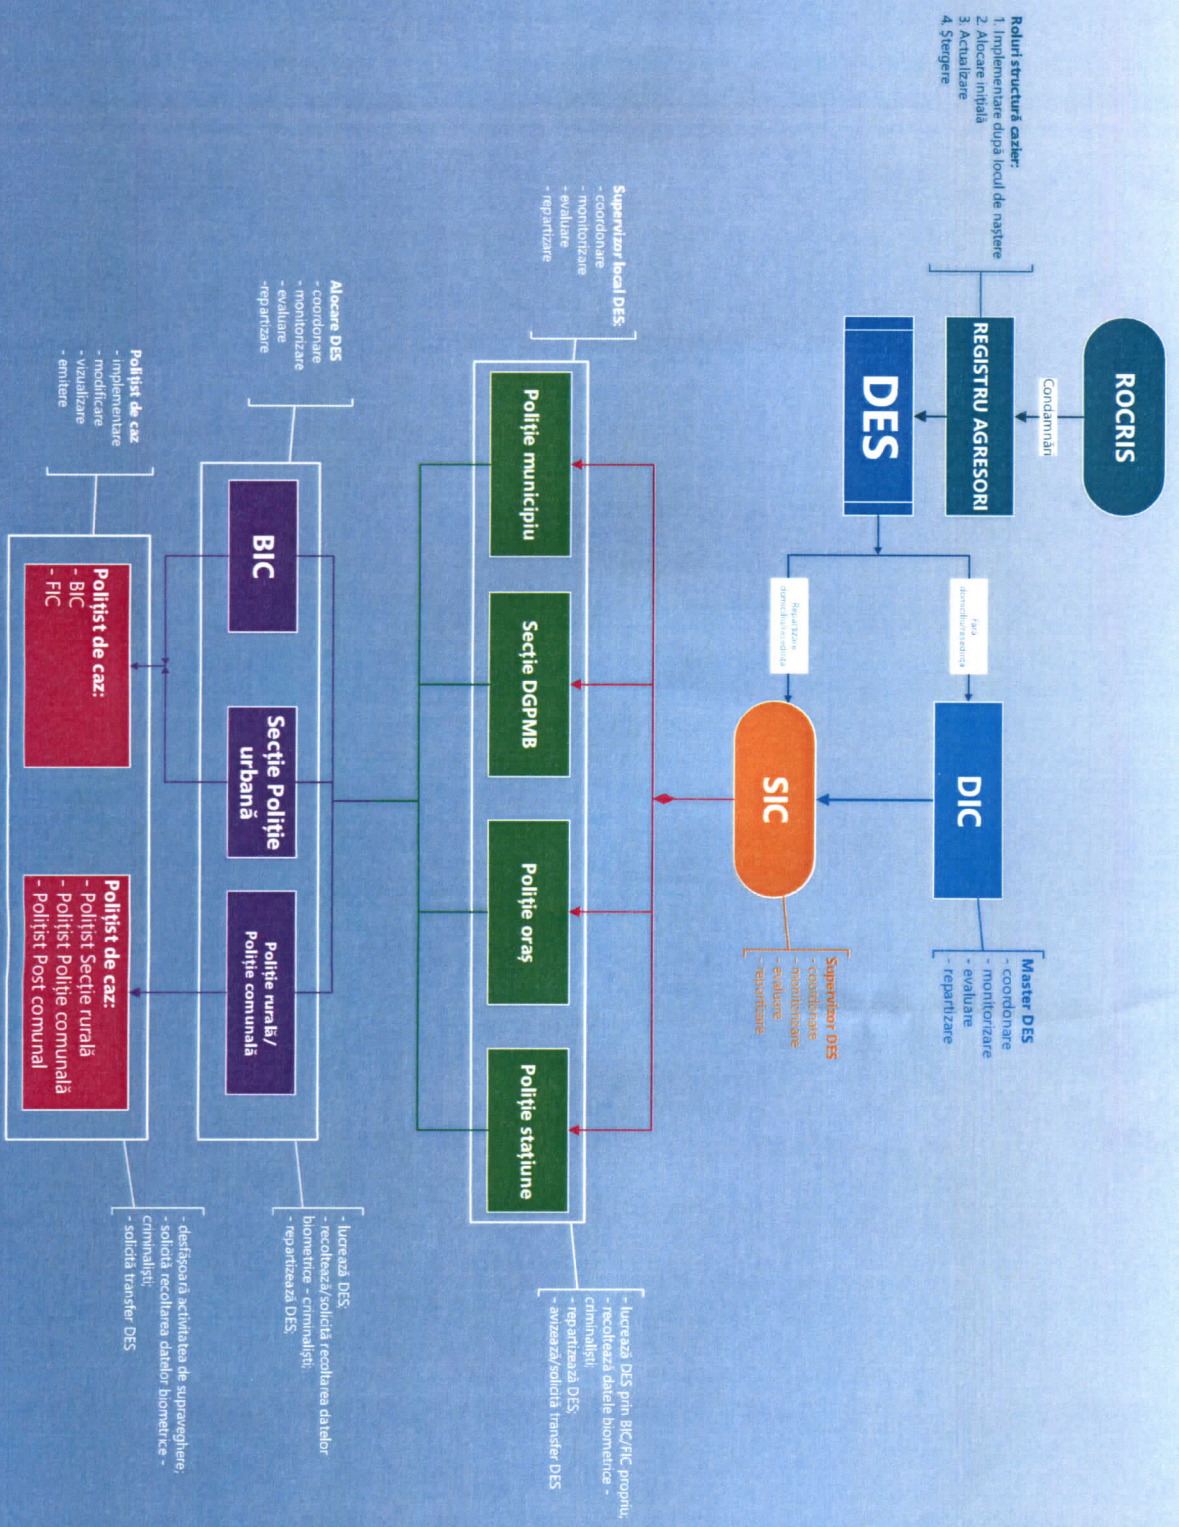 ROCRIS
Condamnări
Roluri structură cazier:
1. Implementare după locul de naștere
2. Alocare inițială
3. Actualizare
4. Ștergere
REGISTRU AGRESORI
DES
Fără
domiciliu/reședința
Repartizare
domiciliu/reședința
DIC
Master DES
- coordonare
- monitorizare
- evaluare
- repartizare
SIC
Supervizor DES
- coordonare
- monitorizare
- evaluare
- repartizare
Supervizor local DES:
- coordonare
- monitorizare
- evaluare
- repartizare
Poliție municipiu
Secție DGPMB
Poliție oraș
Poliție stațiune
- lucrează DES prin BIC/FIC propriu;
- recoltează datele biometrice -
criminaliști;
- repartizează DES;
- avizează/solicită transfer DES
Alocare DES
- coordonare
- monitorizare
- evaluare
-repartizare
BIC
Secție Poliție
urbană
Poliție rurală/
Poliție comunală
- lucrează DES;
- recoltează/solicită recoltarea datelor
biometrice - criminaliști;
- repartizează DES;
Polițist de caz
- implementare
- modificare
- vizualizare
- emitere
Polițist de caz:
- BIC
- FIC
Polițist de caz:
- Polițist Secție rurală
- Polițist Poliție comunală
- Polițist Post comunal
- desfășoară activitatea de supraveghere;
- solicită recoltarea datelor biometrice -
criminaliști;
- solicită transfer DES